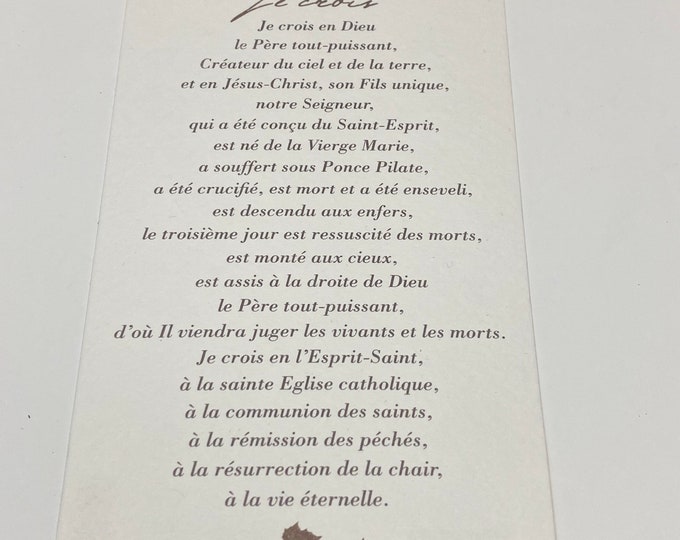 Je crois
Je crois en Dieu
le Père tout-puissant,
Créateur du ciel et de la terre,
et en Jésus-Christ, son Fils unique,
notre Seigneur,
qui a été conçu du Saint-Esprit,
est né de la Vierge Marie,
a souffert sous Ponce Pilate,
a été crucifié, est mort et a été enseveli,
est descendu aux enfers,
le troisième jour est ressuscité des morts,
est monté aux cieux,
est assis à la droite de Dieu
le Père tout-puissant,
d'où Il viendra juger les vivants et les morts.
Je crois en l'Esprit-Saint,
à la sainte Eglise catholique,
à la communion des saints,
à la rémission des péchés,
à la résurrection de la chair,
à la vie éternelle.